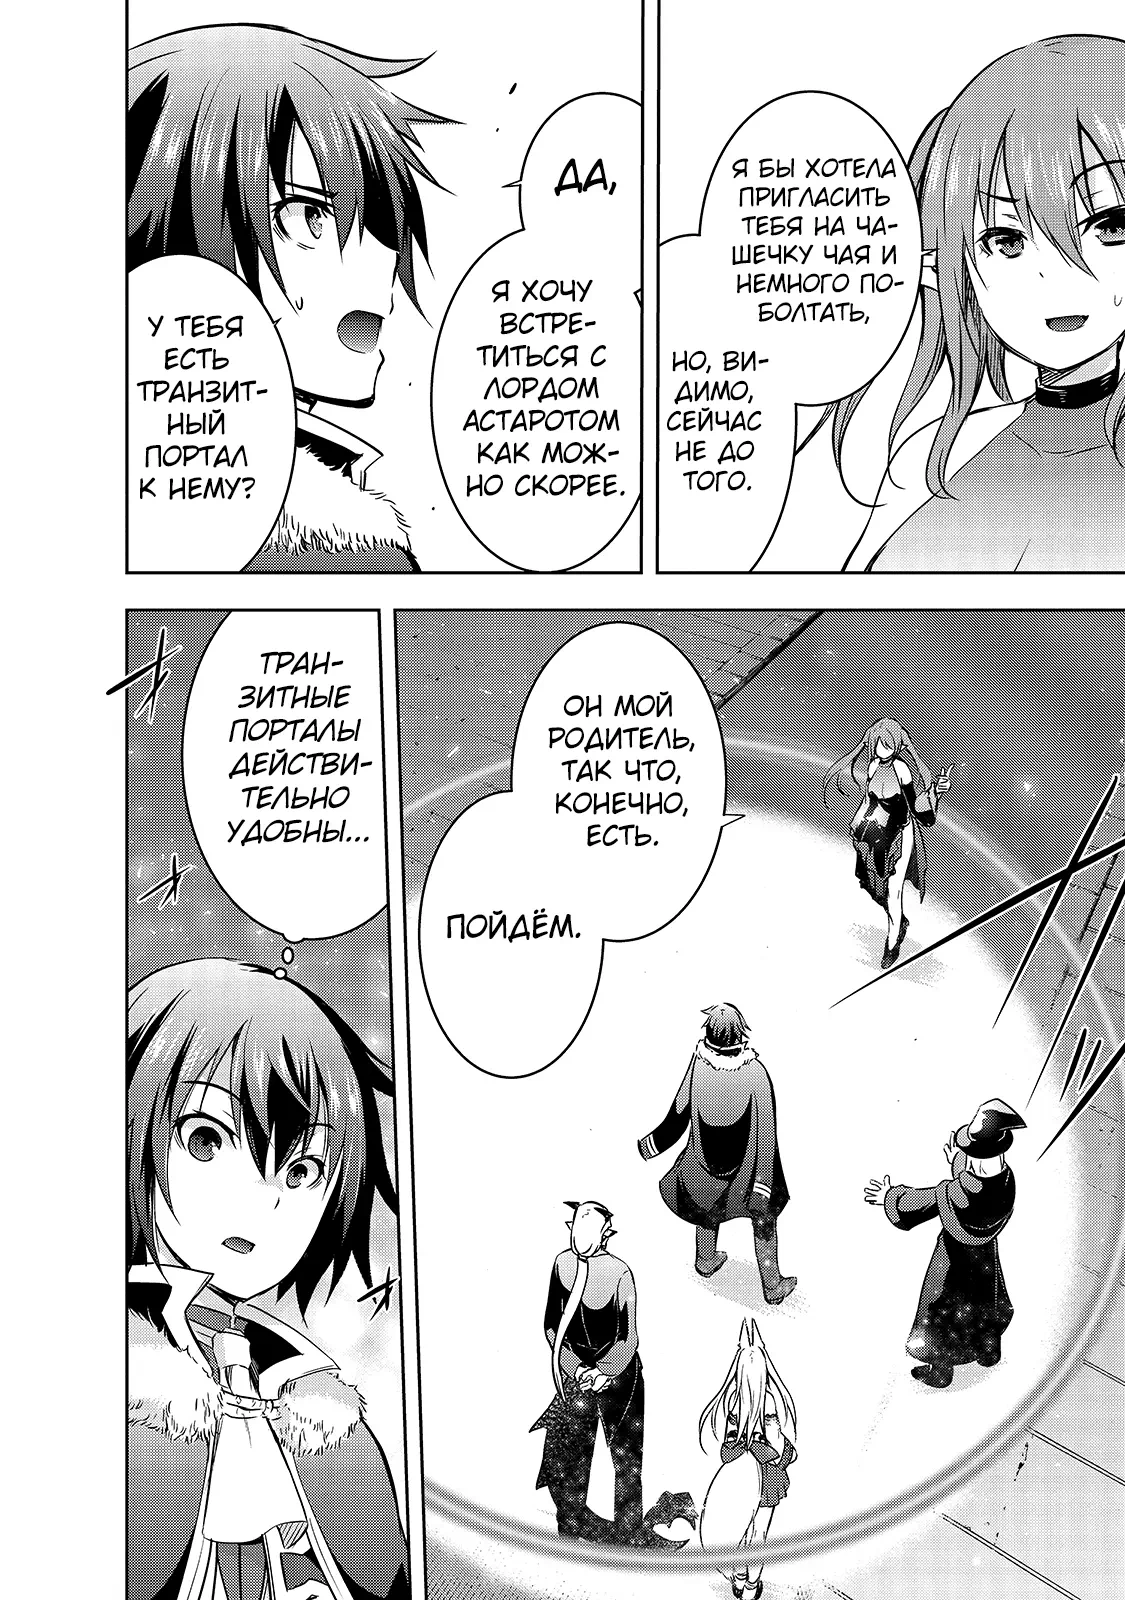 Я БЫ ХОТЕЛА
ПРИГЛАСИТЬ
ТЕБЯ НА ЧА-
ШЕЧКУ ЧАЯ И
НЕМНОГО ПО-
БОЛТАТЬ,
НО, ВИ-
ДИМО,
СЕЙЧАС
НЕ ДО
ТОГО.
ДА,
Я ХОЧУ
ВСТРЕ-
ТИТЬСЯ С
ЛОРДОМ
АСТАРОТОМ
КАК МОЖ-
НО СКОРЕЕ.
У ТЕБЯ
ЕСТЬ
ТРАНЗИТ-
НЫЙ
ПОРТАЛ
К НЕМУ?
ОН МОЙ
РОДИТЕЛЬ,
ТАК ЧТО,
КОНЕЧНО,
ЕСТЬ.
ПОЙДЁМ.
ТРАН-
ЗИТНЫЕ
ПОРТАЛЫ
ДЕЙСТВИ-
ТЕЛЬНО
УДОБНЫ...